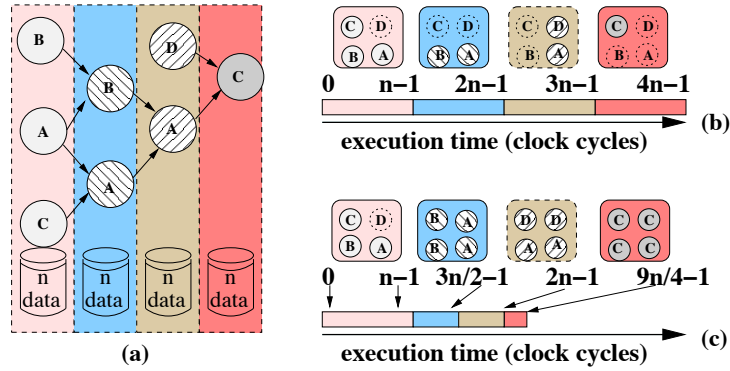 B
D
C
B
A
A
A
C
n
data
n
data
n
data
n
data
(a)
C D
B A
C D
B A
C D
B A
C D
B A
0 n-1 2n-1 3n-1 4n-1
execution time (clock cycles)
(b)
C D
B A
B A
B A
D D
A A
C C
C C
0 n-1 3n/2-1 2n-1 9n/4-1
execution time (clock cycles)
(c)